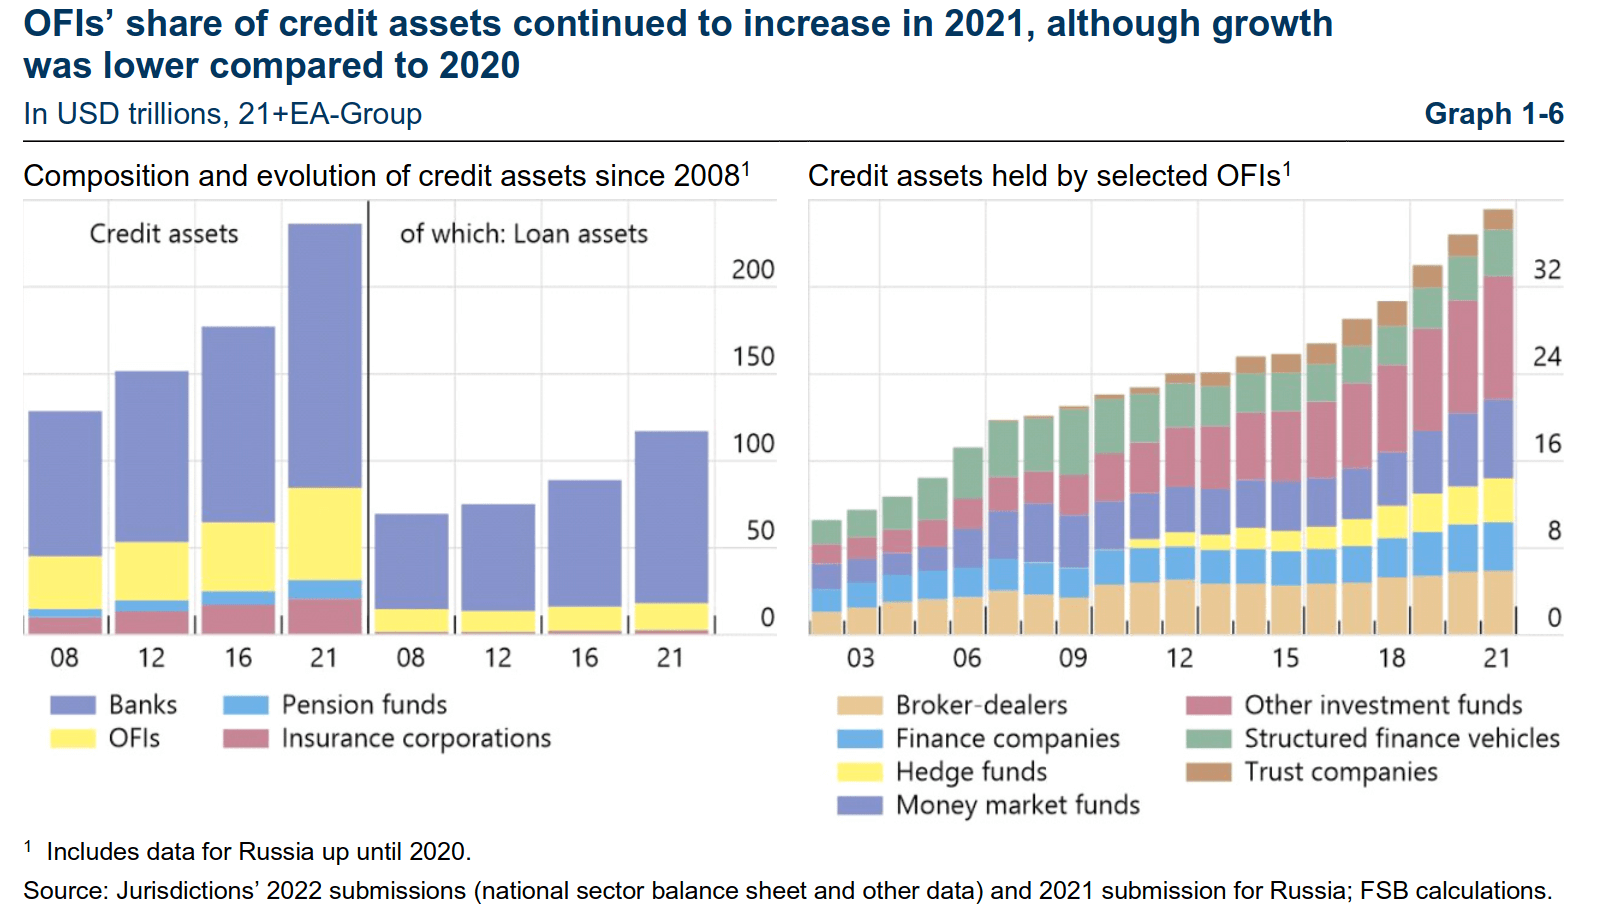 OFIs’ share of credit assets continued to increase in 2021, although growth
was lower compared to 2020
In USD trillions, 21+EA-Group
Graph 1-6
Composition and evolution of credit assets since 2008¹
Credit assets
of which: Loan assets
200
150
100
50
0
08 12 16 21 08 12 16 21
Banks
Pension funds
OFIs
Insurance corporations
Credit assets held by selected OFIs¹
32
24
16
8
0
03 06 09 12 15 18 21
Broker-dealers
Other investment funds
Finance companies
Structured finance vehicles
Hedge funds
Trust companies
Money market funds
¹ Includes data for Russia up until 2020.
Source: Jurisdictions’ 2022 submissions (national sector balance sheet and other data) and 2021 submission for Russia; FSB calculations.